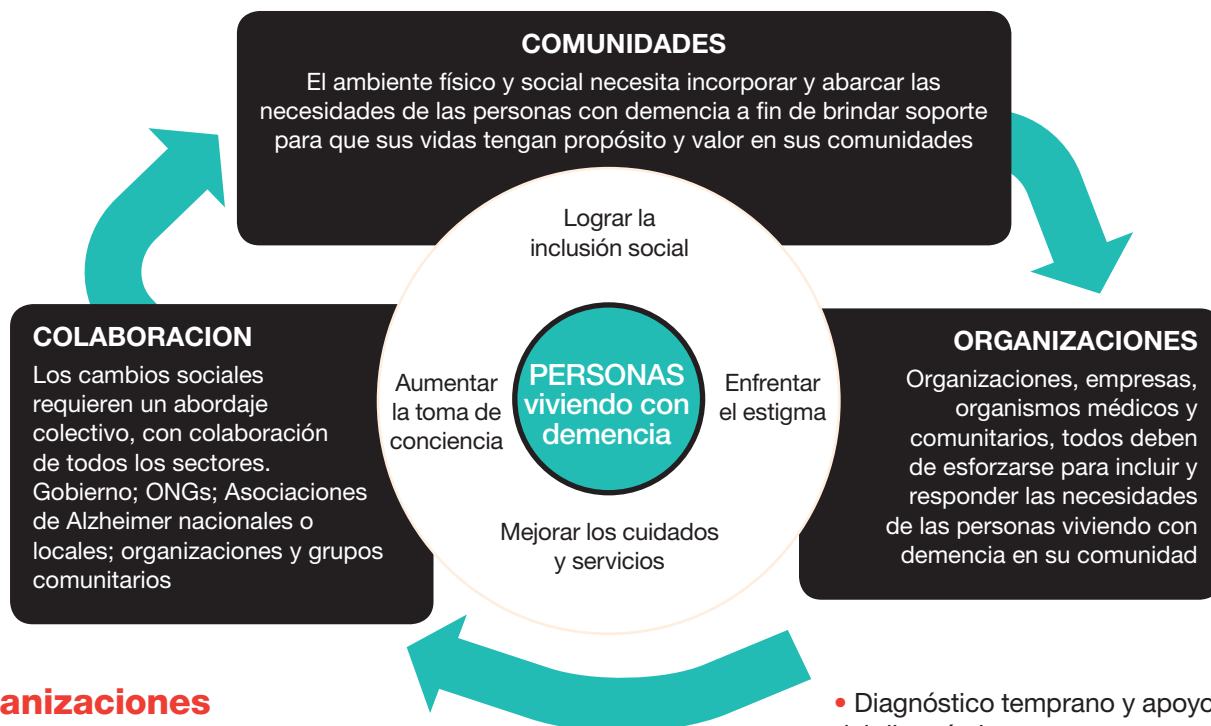 COMUNIDADES
El ambiente físico y social necesita incorporar y abarcar las
necesidades de las personas con demencia a fin de brindar soporte
para que sus vidas tengan propósito y valor en sus comunidades
Lograr la
inclusión social
COLABORACION
Los cambios sociales
requieren un abordaje
colectivo, con colaboración
de todos los sectores.
Gobierno; ONGs; Asociaciones
de Alzheimer nacionales o
locales; organizaciones y grupos
comunitarios
Aumentar
la toma de
conciencia
PERSONAS
viviendo con
demencia
Enfrentar
el estigma
Mejorar los cuidados
y servicios
ORGANIZACIONES
Organizaciones, empresas,
organismos médicos y
comunitarios, todos deben
de esforzarse para incluir y
responder las necesidades
de las personas viviendo con
demencia en su comunidad
anizaciones
• Diagnóstico temprano y apoyo